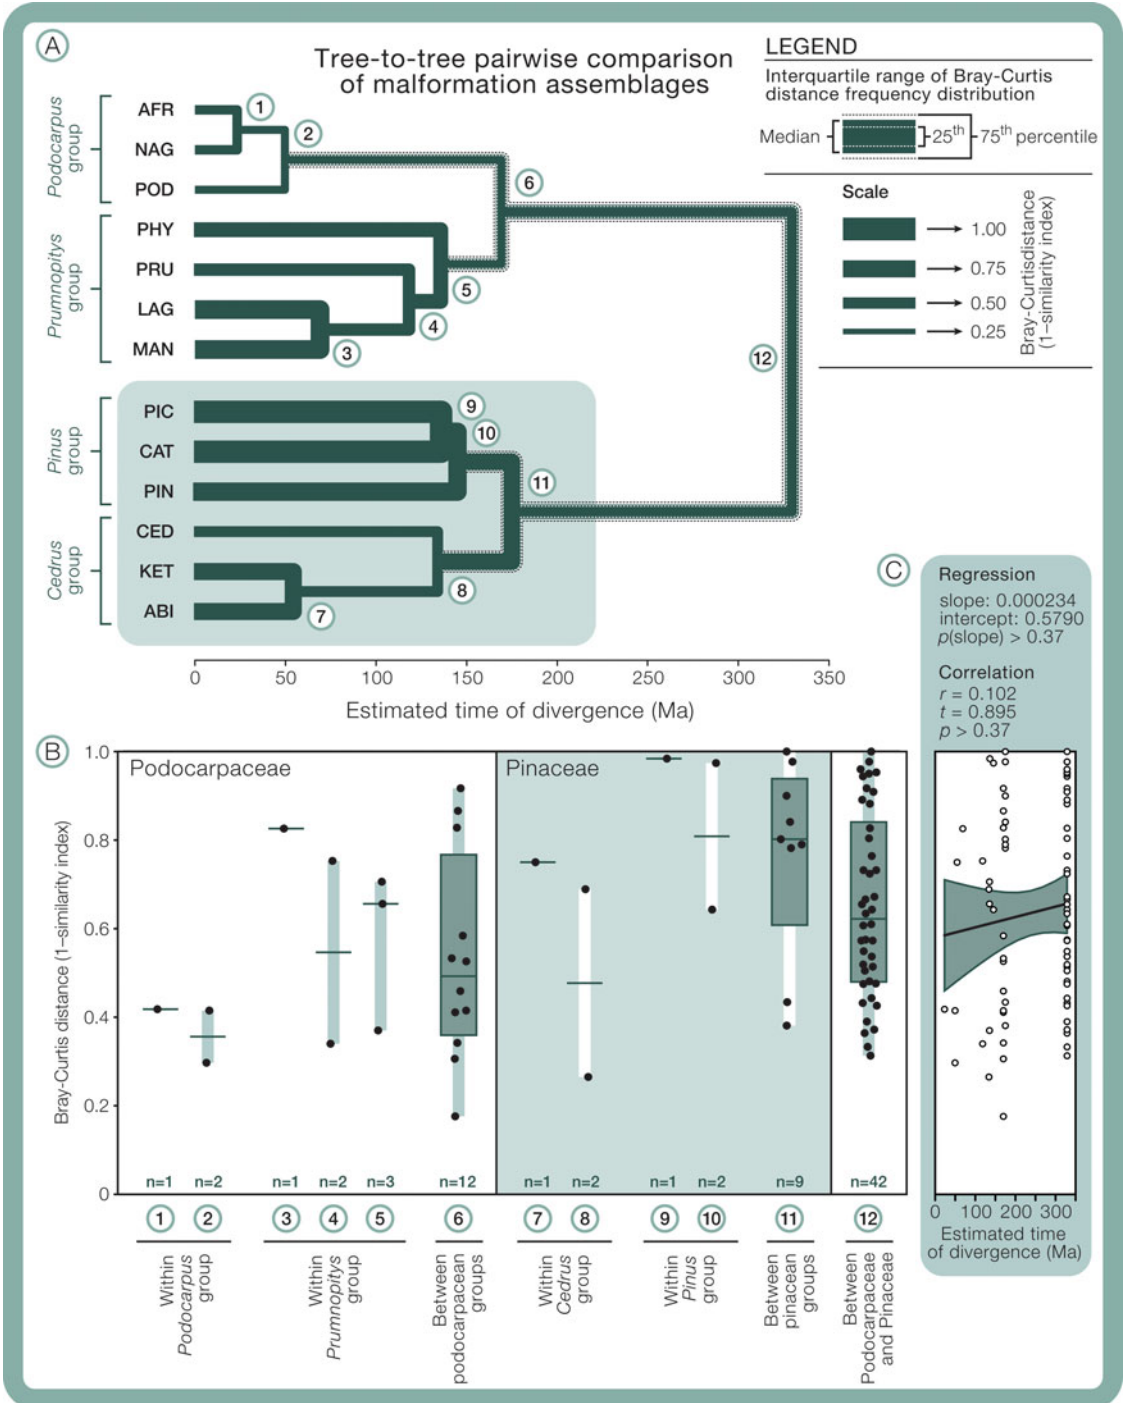 A
Tree-to-tree pairwise comparison
of malformation assemblages
LEGEND
Interquartile range of Bray-Curtis
distance frequency distribution
Median
25th
75th percentile
Scale
1.00
0.75
0.50
0.25
Bray-Curtisdistance
(1–similarity index)
Podocarpus
group
AFR
NAG
POD
1
2
6
Prumnopitys
group
PHY
PRU
LAG
MAN
5
4
3
12
Pinus
group
PIC
CAT
PIN
9
10
11
Cedrus
group
CED
KET
ABI
8
7
0 50 100 150 200 250 300 350
Estimated time of divergence (Ma)
C
Regression
slope: 0.000234
intercept: 0.5790
p(slope) > 0.37
Correlation
r = 0.102
t = 0.895
p > 0.37
0 100 200 300
Estimated time
of divergence (Ma)
B
Bray-Curtis distance (1–similarity index)
1.0
0.8
0.6
0.4
0.2
0
Podocarpaceae
Pinaceae
n=1 n=2 n=1 n=2 n=3 n=12 n=1 n=2 n=1 n=2 n=9 n=42
1 2 3 4 5 6 7 8 9 10 11 12
Within
Podocarpus
group
Within
Prumnopitys
group
Between
podocarpacean
groups
Within
Cedrus
group
Within
Pinus
group
Between
pinacean
groups
Between
Podocarpaceae
and Pinaceae